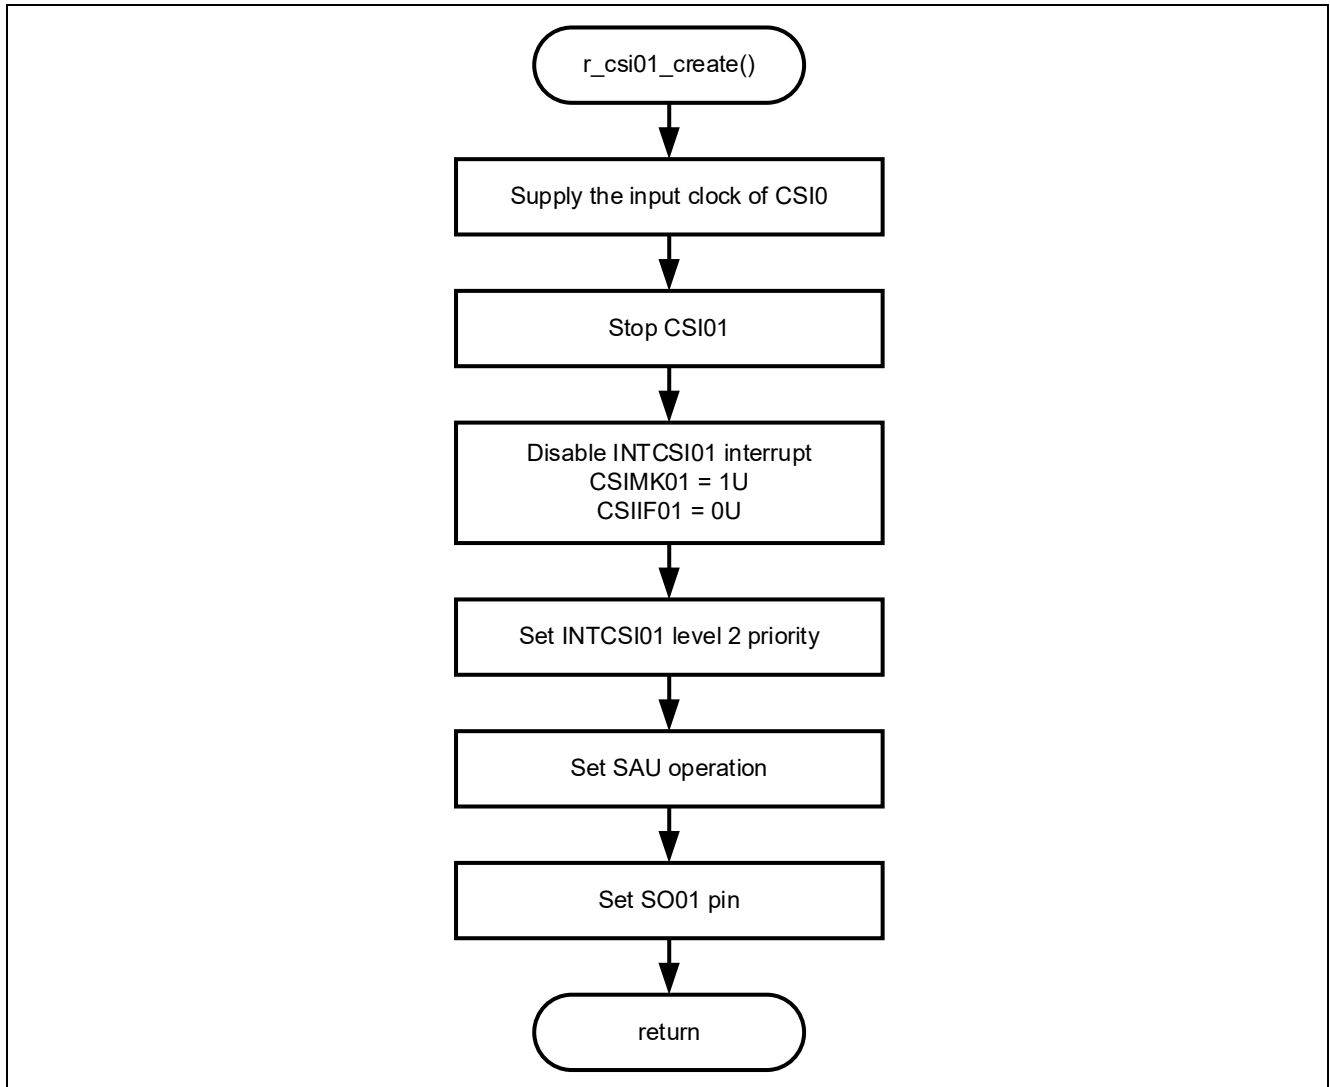 r_csi01_create()
Supply the input clock of CSI0
Stop CSI01
Disable INTCSI01 interrupt
CSIMK01 = 1U
CSIIF01 = 0U
Set INTCSI01 level 2 priority
Set SAU operation
Set SO01 pin
return